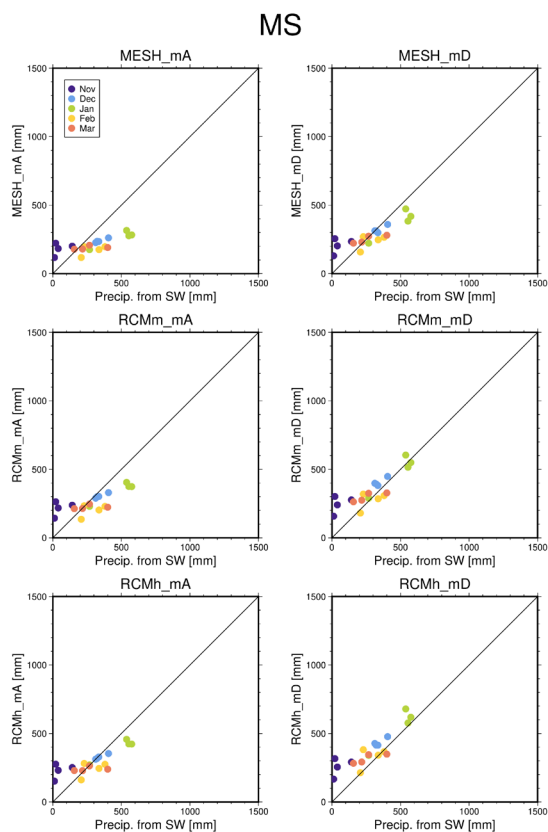 MS
MESH_mA
MESH_mD
1500
1000
500
0
MESH_mA [mm]
Nov
Dec
Jan
Feb
Mar
0 500 1000 1500
Precip. from SW [mm]
1500
1000
500
0
MESH_mD [mm]
0 500 1000 1500
Precip. from SW [mm]
RCMm_mA
RCMm_mD
1500
1000
500
0
RCMm_mA [mm]
0 500 1000 1500
Precip. from SW [mm]
1500
1000
500
0
RCMm_mD [mm]
0 500 1000 1500
Precip. from SW [mm]
RCMh_mA
RCMh_mD
1500
1000
500
0
RCMh_mA [mm]
0 500 1000 1500
Precip. from SW [mm]
1500
1000
500
0
RCMh_mD [mm]
0 500 1000 1500
Precip. from SW [mm]